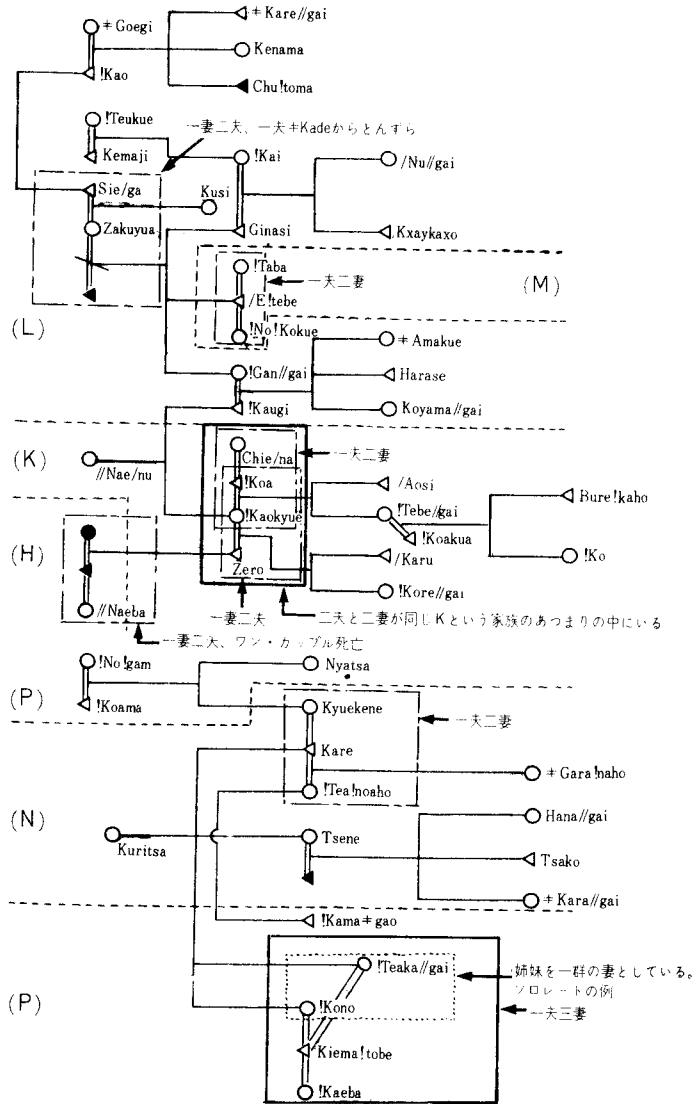 ǂKare//gai
ǂGoegi
Kenama
!Kao
Chu!toma
!Teukue
一妻二夫、一夫ǂKadeからとんずら
Kemaji
!Kai
/Nu//gai
Sie/ga
Kusi
Zakuyua
Ginasi
Kxaykaxo
!Taba
一夫二妻
(M)
/E!tebe
(L)
!No!Kokue
ǂAmakue
!Gan//gai
Harase
!Kaugi
Koyama//gai
(K)
Chie/na
一夫二妻
//Nae/nu
!Koa
/Aosi
Bure!kaho
!Kaokyue
!Tebe//gai
!Koakua
(H)
Zero
/Karu
!Ko
!Kore//gai
//Naeba
一妻二夫
二夫と二妻が同じKという家族のあつまりの中にいる
一妻二夫、ワン・カップル死亡
!No!gam
Nyatsa
(P)
!Koama
Kyuekene
一夫二妻
Kare
ǂGara!naho
!Tea!noaho
(N)
Hana//gai
Kuritsa
Tsene
Tsako
ǂKara//gai
!Kamaǂgao
!Teaka//gai
姉妹を一群の妻としている。
ソロレートの例
(P)
!Kono
一夫三妻
Kiema!tobe
!Kaeba